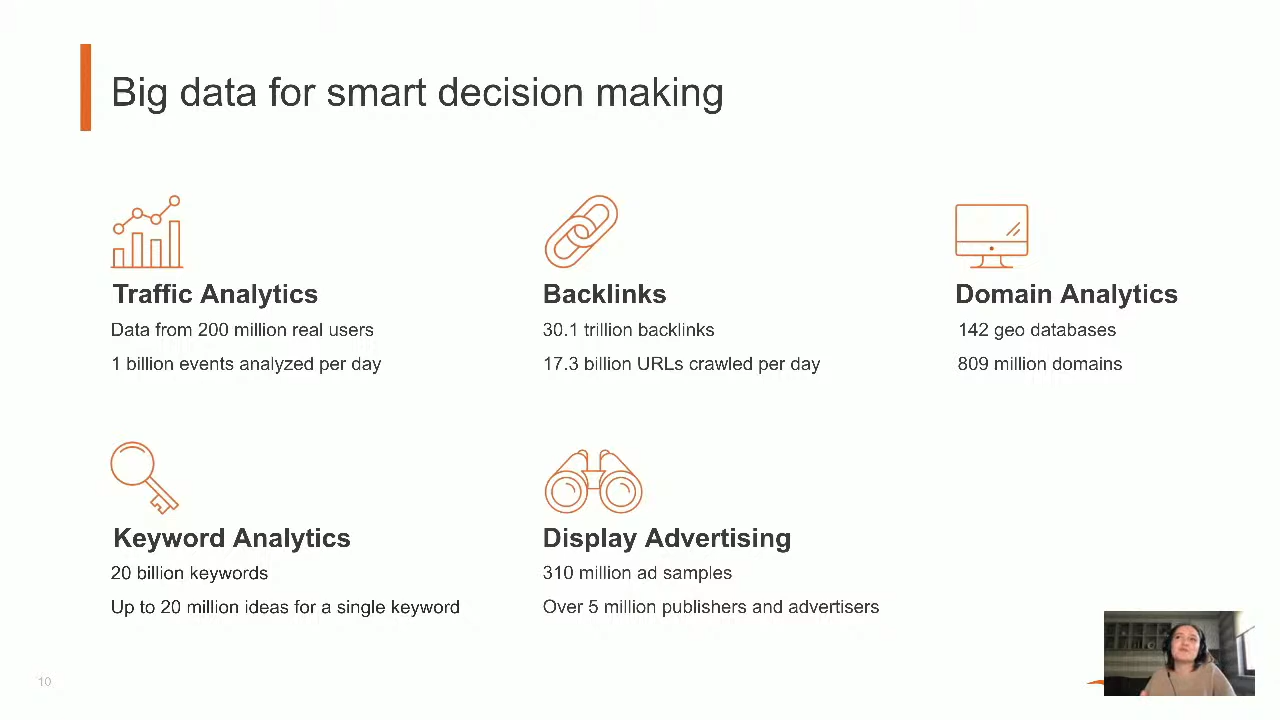 Big data for smart decision making
Traffic Analytics
Data from 200 million real users
1 billion events analyzed per day
Backlinks
30.1 trillion backlinks
17.3 billion URLs crawled per day
Domain Analytics
142 geo databases
809 million domains
Keyword Analytics
20 billion keywords
Up to 20 million ideas for a single keyword
Display Advertising
310 million ad samples
Over 5 million publishers and advertisers
10